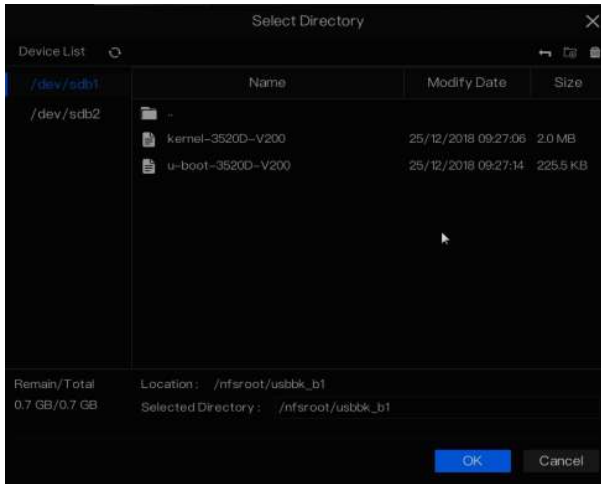 Select Directory
Device List
/dev/sdb1
/dev/sdb2
Name Modify Date Size
kernel-3520D-V200 25/12/2018 09:27:06 2.0 MB
u-boot-3520D-V200 25/12/2018 09:27:14 225.5 KB
Remain/Total
0.7 GB/0.7 GB
Location : /nfsroot/usbbk_b1
Selected Directory : /nfsroot/usbbk_b1
OK Cancel